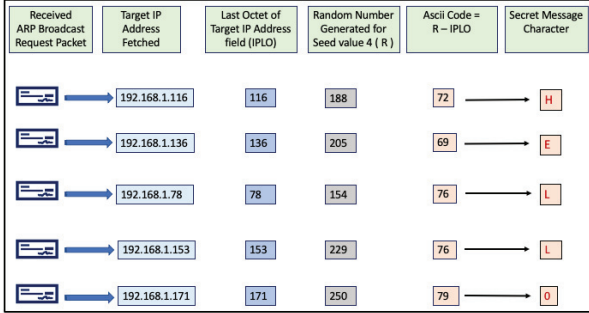 Received ARP Broadcast Request Packet
Target IP Address Fetched
Last Octet of Target IP Address field (IPLO)
Random Number Generated for Seed value 4 ( R )
Ascii Code = R – IPLO
Secret Message Character
192.168.1.116 116 188 72 H
192.168.1.136 136 205 69 E
192.168.1.78 78 154 76 L
192.168.1.153 153 229 76 L
192.168.1.171 171 250 79 0